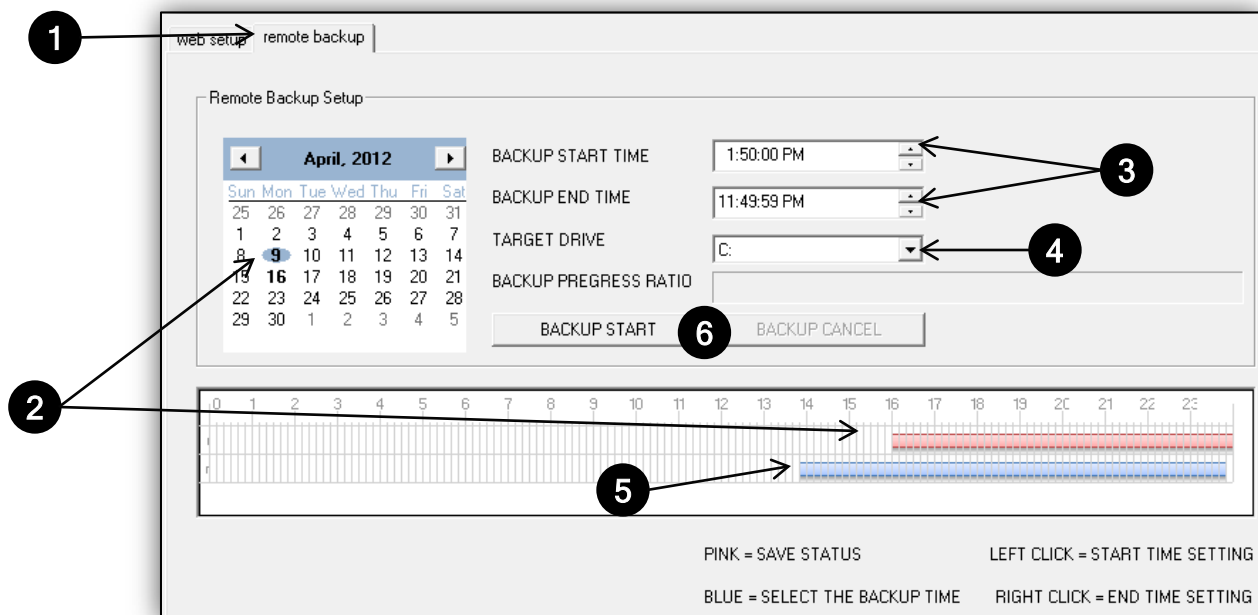 1
web setup remote backup
Remote Backup Setup
April, 2012
Sun Mon Tue Wed Thu Fri Sat
25 26 27 28 29 30 31
1 2 3 4 5 6 7
8 9 10 11 12 13 14
15 16 17 18 19 20 21
22 23 24 25 26 27 28
29 30 1 2 3 4 5
BACKUP START TIME 1:50:00 PM
3
BACKUP END TIME 11:49:59 PM
TARGET DRIVE C:
4
BACKUP PREGRESS RATIO
BACKUP START 6 BACKUP CANCEL
2
0 1 2 3 4 5 6 7 8 9 10 11 12 13 14 15 16 17 18 19 20 21 22 23
5
PINK = SAVE STATUS LEFT CLICK = START TIME SETTING
BLUE = SELECT THE BACKUP TIME RIGHT CLICK = END TIME SETTING